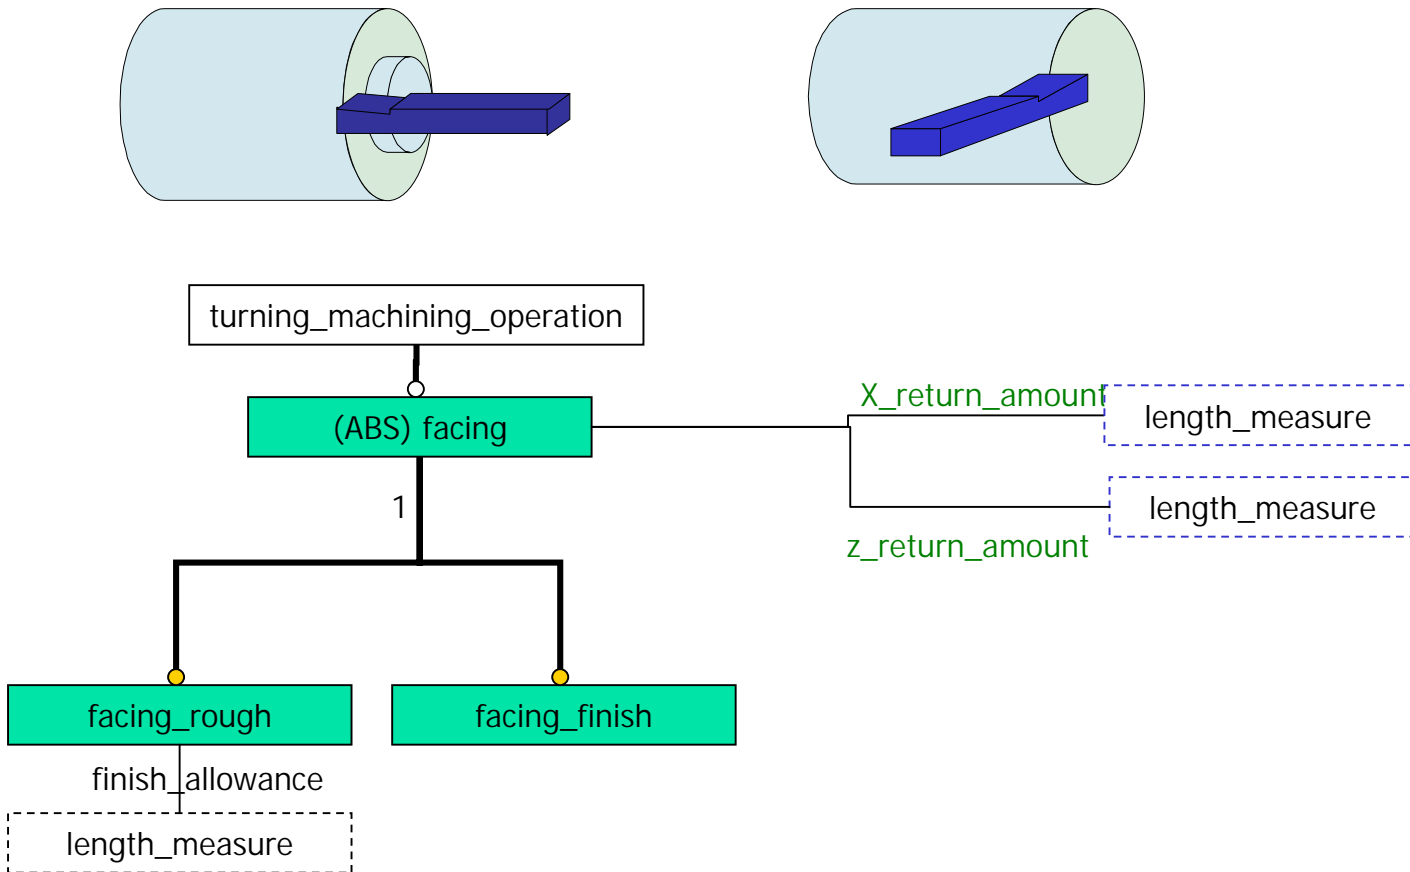 turning_machining_operation
X_return_amount
length_measure
(ABS) facing
1
length_measure
z_return_amount
facing_rough
facing_finish
finish_allowance
length_measure